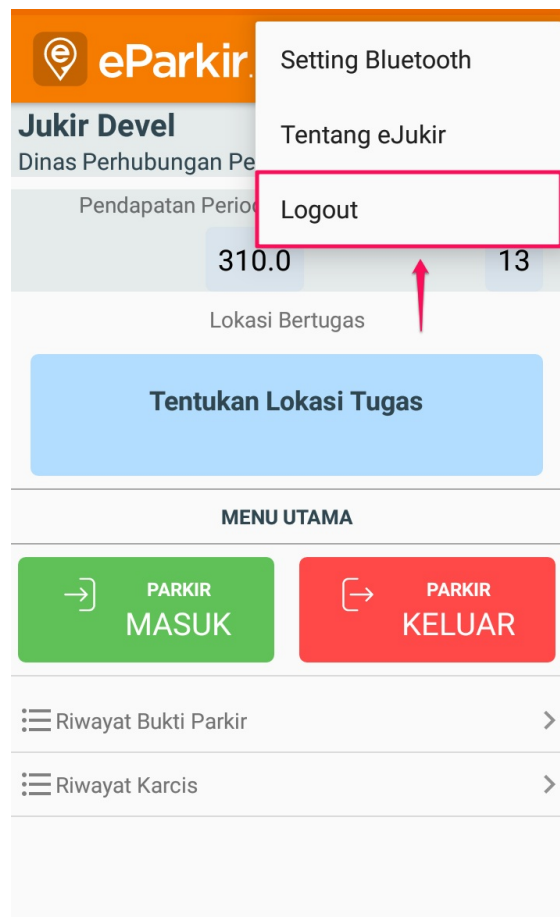 eParkir.
Setting Bluetooth
Tentang eJukir
Logout
Jukir Devel
Dinas Perhubungan Pe
Pendapatan Perio
310.0
13
Lokasi Bertugas
Tentukan Lokasi Tugas
MENU UTAMA
PARKIR
MASUK
PARKIR
KELUAR
Riwayat Bukti Parkir
Riwayat Karcis